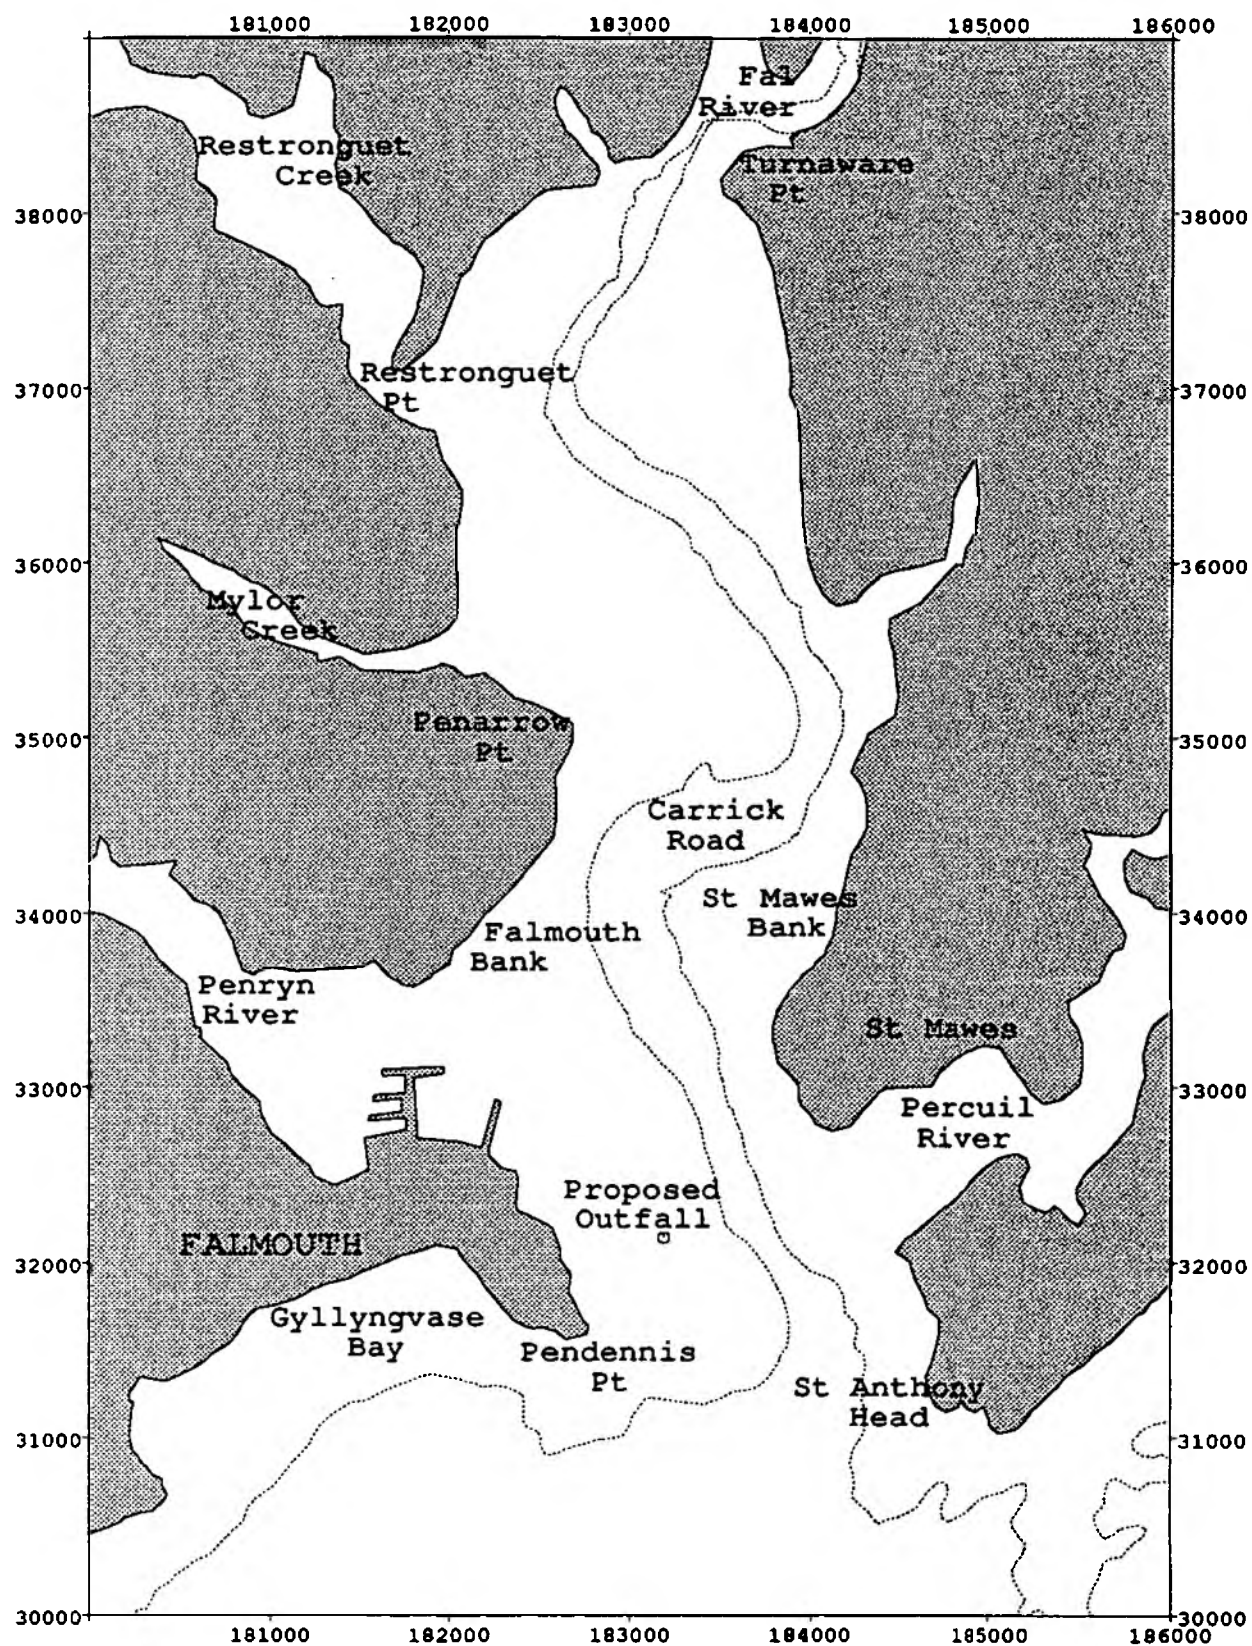 181000 182000 183000 184000 185000 186000
Fal
River
Restronguet
Creek
Turnaware
Pt
38000 38000
Restronguet
Pt
37000 37000
36000 36000
Mylor
Creek
Penarrow
Pt
35000 35000
Carrick
Road
St Mawes
Bank
34000 34000
Falmouth
Bank
Penryn
River
St Mawes
33000 33000
Percuil
River
Proposed
Outfall
FALMOUTH
32000 32000
Gyllyngvase
Bay
Pendennis
Pt
St Anthony
Head
31000 31000
30000 30000
181000 182000 183000 184000 185000 186000